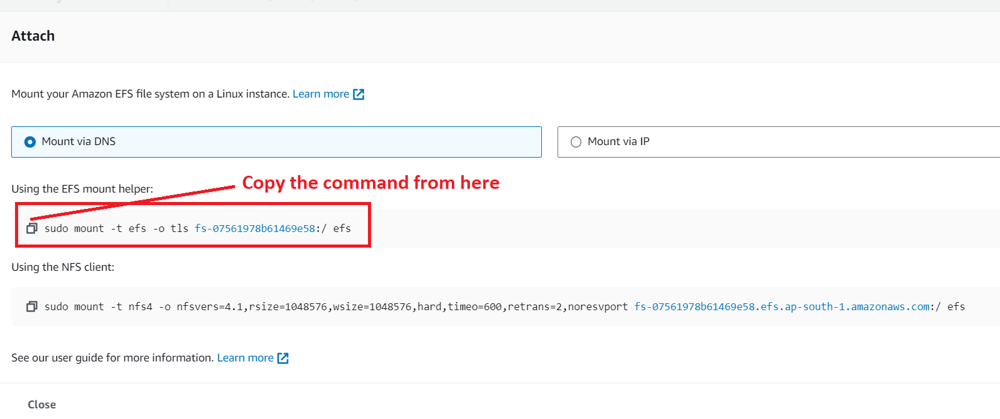 Attach
Mount your Amazon EFS file system on a Linux instance. Learn more
Mount via DNS
Mount via IP
Copy the command from here
Using the EFS mount helper:
sudo mount -t efs -o tls fs-07561978b61469e58:/ efs
Using the NFS client:
sudo mount -t nfs4 -o nfsvers=4.1,rsize=1048576,wsize=1048576,hard,timeo=600,retrans=2,noresvport fs-07561978b61469e58.efs.ap-south-1.amazonaws.com:/ efs
See our user guide for more information. Learn more
Close